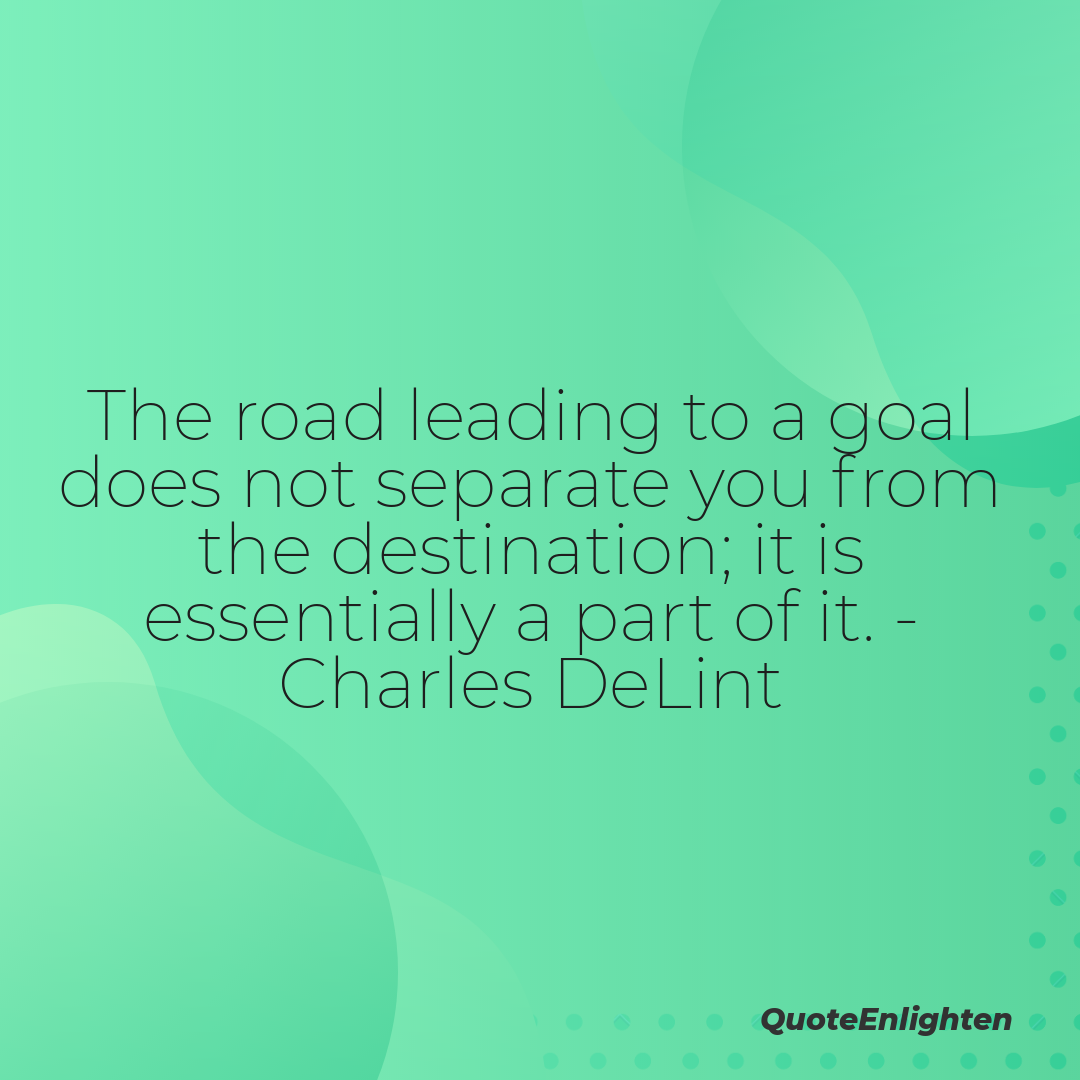 The road leading to a goal
does not separate you from
the destination; it is
essentially a part of it. -
Charles DeLint
QuoteEnlighten